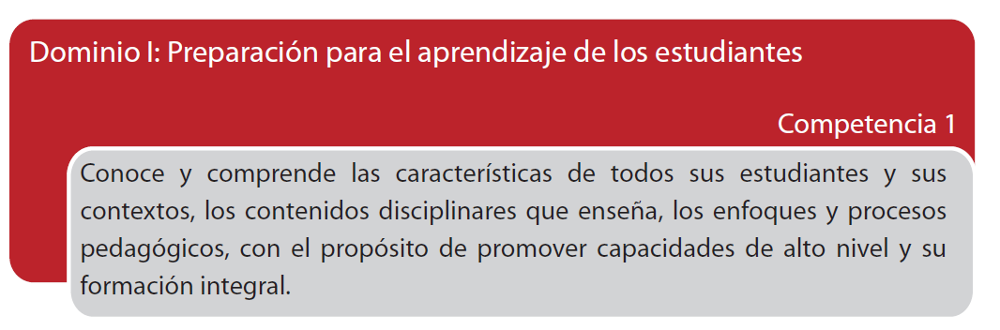 Dominio I: Preparación para el aprendizaje de los estudiantes
Competencia 1
Conoce y comprende las características de todos sus estudiantes y sus
contextos, los contenidos disciplinares que enseña, los enfoques y procesos
pedagógicos, con el propósito de promover capacidades de alto nivel y su
formación integral.